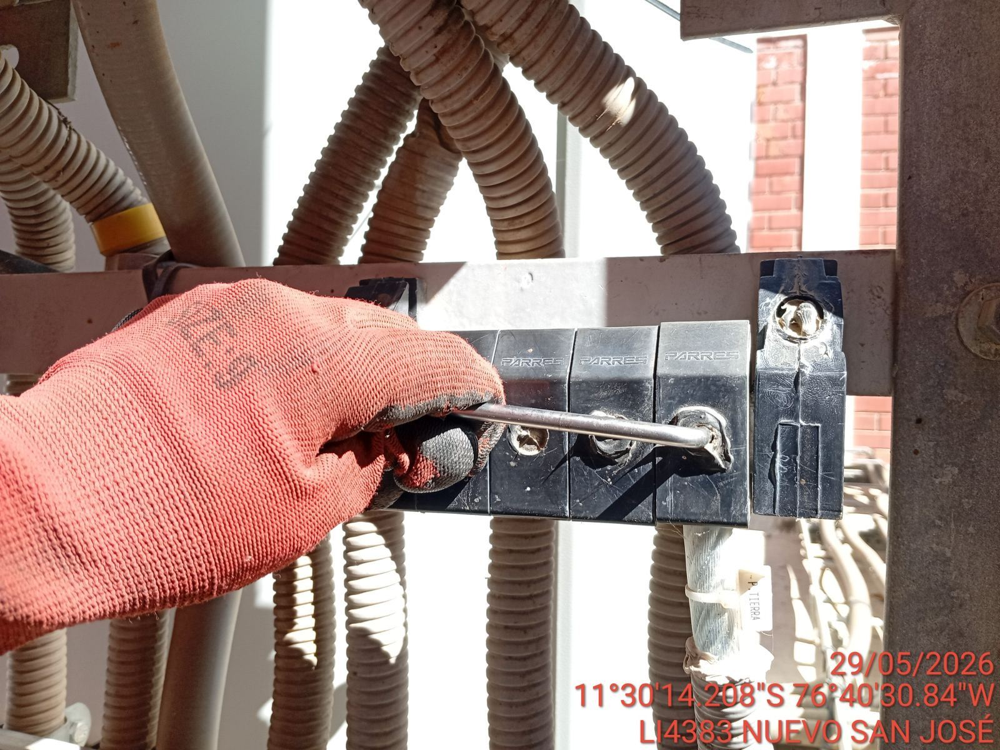 PARRES
PARRES
PARRES
P. TIERRA
29/05/2026
11°30'14.208"S 76°40'30.84"W
LI4383 NUEVO SAN JOSÉ